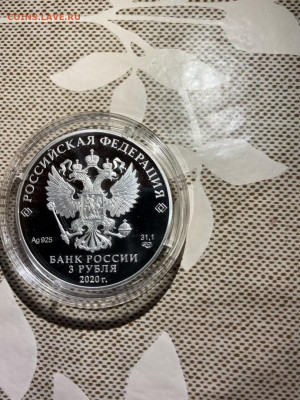 COINS.LAVE.RU
РОССИЙСКАЯ ФЕДЕРАЦИЯ
Ag 925
31,1
БАНК РОССИИ
3 РУБЛЯ
2020 г.